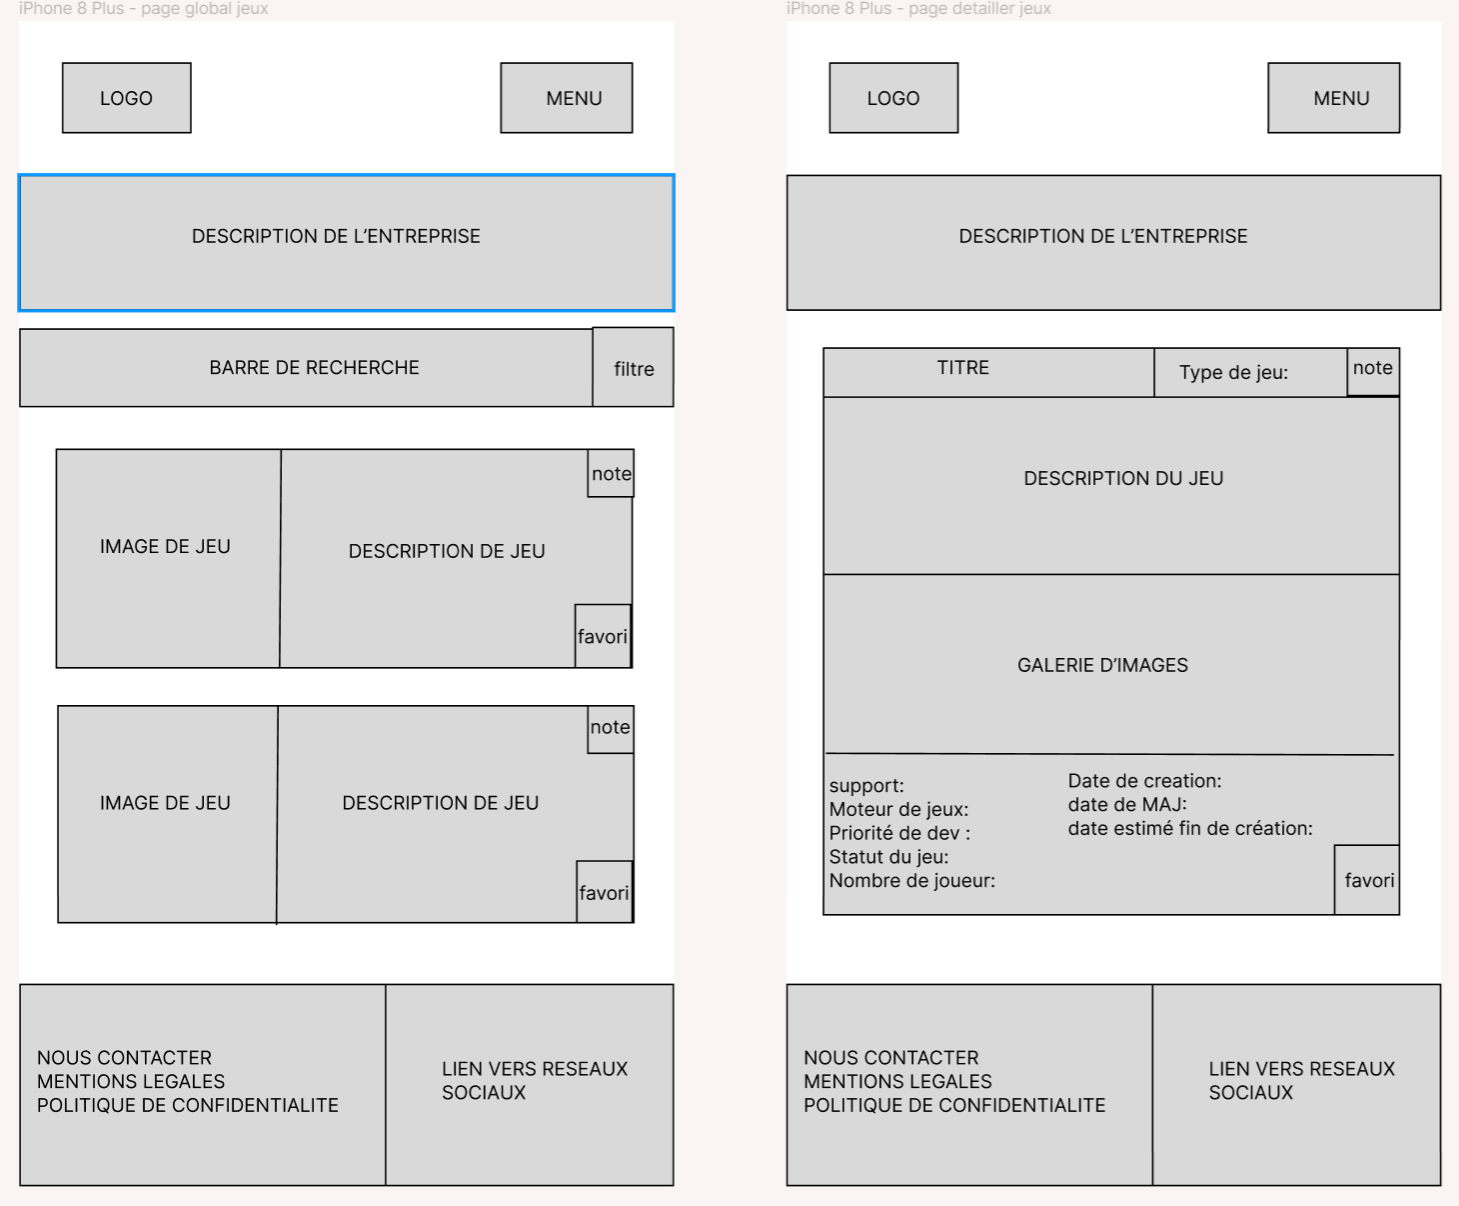 iPhone 8 Plus - page global jeux
LOGO
MENU
DESCRIPTION DE L’ENTREPRISE
BARRE DE RECHERCHE
filtre
note
IMAGE DE JEU
DESCRIPTION DE JEU
favori
note
IMAGE DE JEU
DESCRIPTION DE JEU
favori
NOUS CONTACTER
MENTIONS LEGALES
POLITIQUE DE CONFIDENTIALITE
LIEN VERS RESEAUX
SOCIAUX
iPhone 8 Plus - page detailler jeux
LOGO
MENU
DESCRIPTION DE L’ENTREPRISE
TITRE
Type de jeu:
note
DESCRIPTION DU JEU
GALERIE D’IMAGES
support:
Moteur de jeux:
Priorité de dev :
Statut du jeu:
Nombre de joueur:
Date de creation:
date de MAJ:
date estimé fin de création:
favori
NOUS CONTACTER
MENTIONS LEGALES
POLITIQUE DE CONFIDENTIALITE
LIEN VERS RESEAUX
SOCIAUX